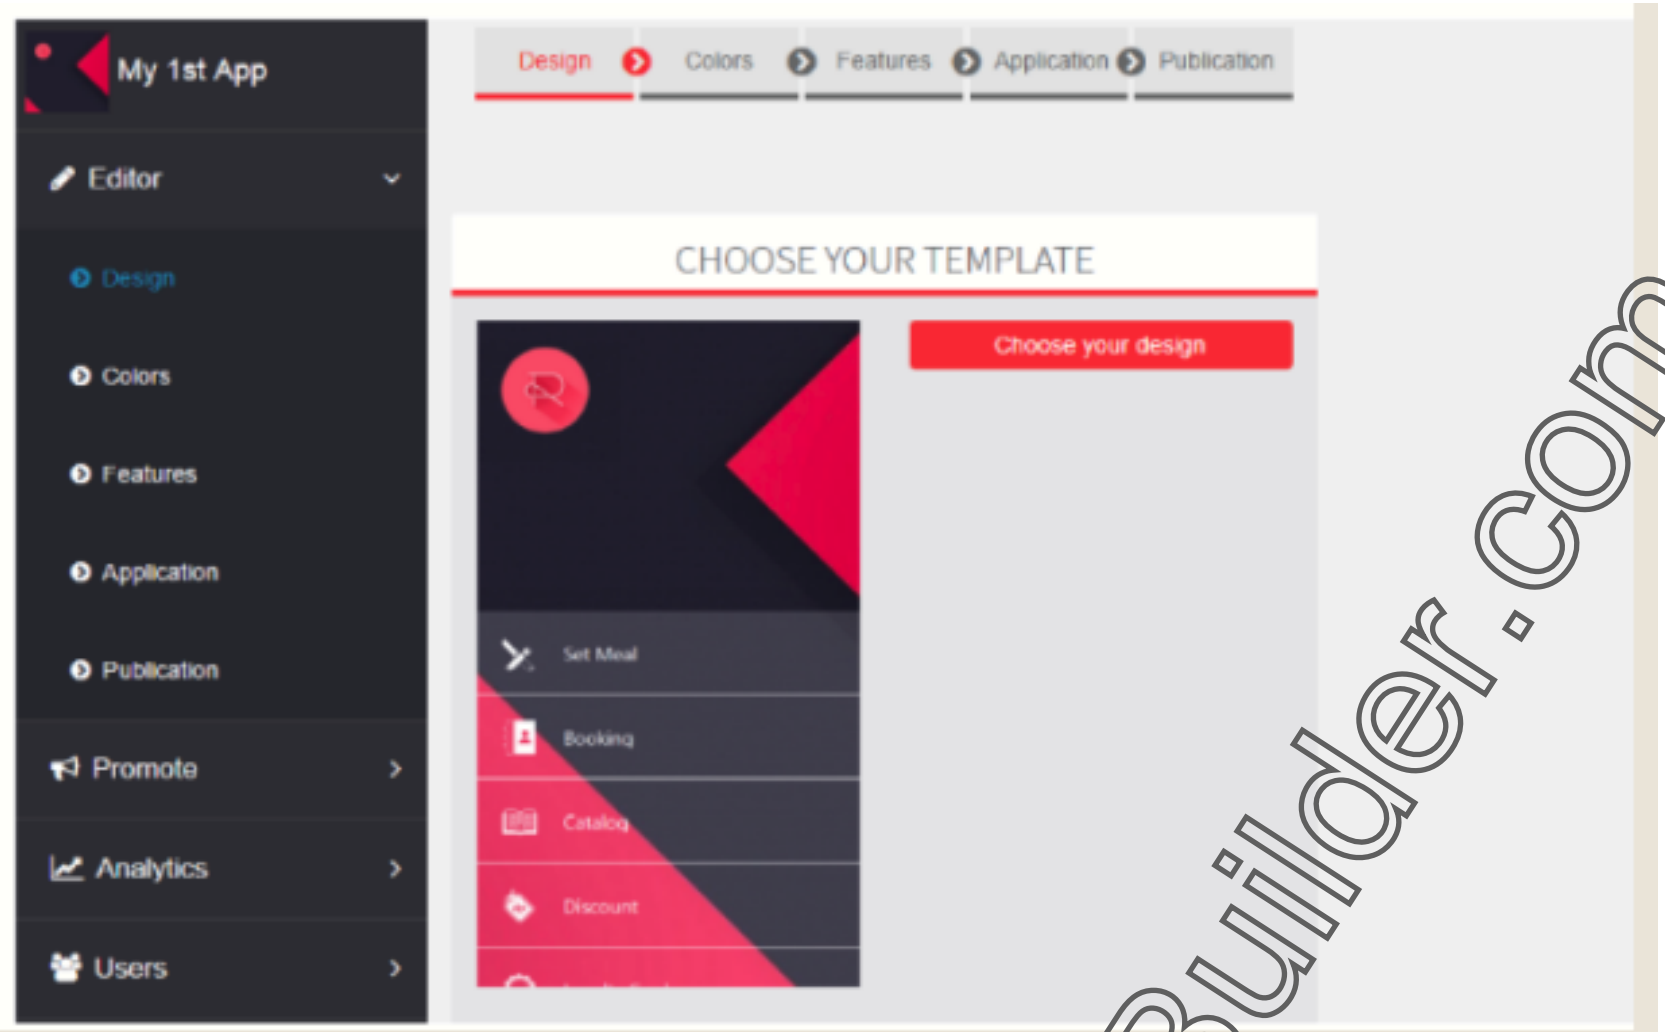 My 1st App
Design
Colors
Features
Application
Publication
Editor
Design
Colors
Features
Application
Publication
Promote
Analytics
Users
CHOOSE YOUR TEMPLATE
Choose your design
Set Meal
Booking
Catalog
Discount
Builder.com